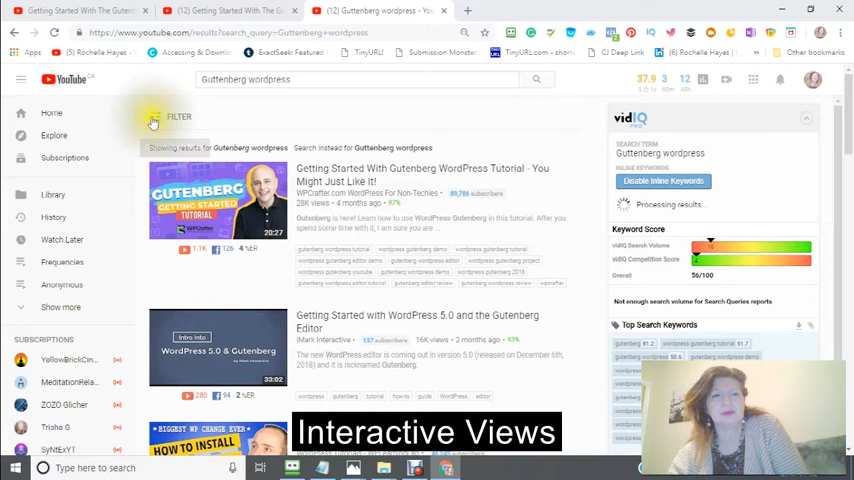 Getting Started With The Gutenb
(12) Getting Started With The G
(12) Guttenberg wordpress - Yo
https://www.youtube.com/results?search_query=Guttenberg+wordpress
Apps
(5) Rochelle Hayes
Accessing & Downlo
ExactSeek: Featured
TinyURL!
Submission Monster
TinyURL.com - short
CJ Deep Link
(6) LinkedIn
Other bookmarks
YouTube CA
Guttenberg wordpress
37.9
3
12
Home
Explore
Subscriptions
Library
History
Watch Later
Frequencies
Anonymous
Show more
SUBSCRIPTIONS
YellowBrickCin...
MeditationRela...
ZOZO Glicher
Trisha G
SyNtEXYT
FILTER
Showing results for Gutenberg wordpress
Search instead for Guttenberg wordpress
GUTENBERG
GETTING STARTED
TUTORIAL
WPCrafter
20:27
1.1K
126
4 %ER
Getting Started With Gutenberg WordPress Tutorial - You
Might Just Like It!
WPCrafter.com WordPress For Non-Techies • 89,786 subscribers
28K views • 4 months ago • 97%
Gutenberg is here! Learn how to use WordPress Gutenberg in this tutorial. After you
spend some time with it, I am sure you are ...
gutenberg wordpress tutorial
gutenberg wordpress demo
wordpress gutenberg tutorial
wordpress gutenberg editor demo
gutenberg wordpress editor
gutenberg wordpress project
wordpress gutenberg youtube
gutenberg wordpress demo
gutenberg wordpress 2018
gutenberg wordpress editor tutorial
gutenberg editor review
gutenberg wordpress review
wpcrafter
Intro Into
WordPress 5.0 & Gutenberg
33:02
280
94
2 %ER
Getting Started with WordPress 5.0 and the Gutenberg
Editor
iMark Interactive • 137 subscribers 16K views • 2 months ago • 93%
The new WordPress editor is coming out in version 5.0 (released on December 6th,
2018) and it is nicknamed Gutenberg.
wordpress
gutenberg
tutorial
how-to
guide
WordPress
editor
BIGGEST WP CHANGE EVER
HOW TO INSTALL
vidIQ
PRO
SEARCH TERM
Guttenberg wordpress
INLINE KEYWORDS
Disable Inline Keywords
Processing results...
Keyword Score
vidIQ Search Volume
vidIQ Competition Score
Overall
56/100
Not enough search volume for Search Queries reports
Top Search Keywords
gutenberg 81.2
wordpress gutenberg tutorial 51.7
wordpress gutenberg 50.6
gutenberg wordpress demo
Interactive Views
Type here to search